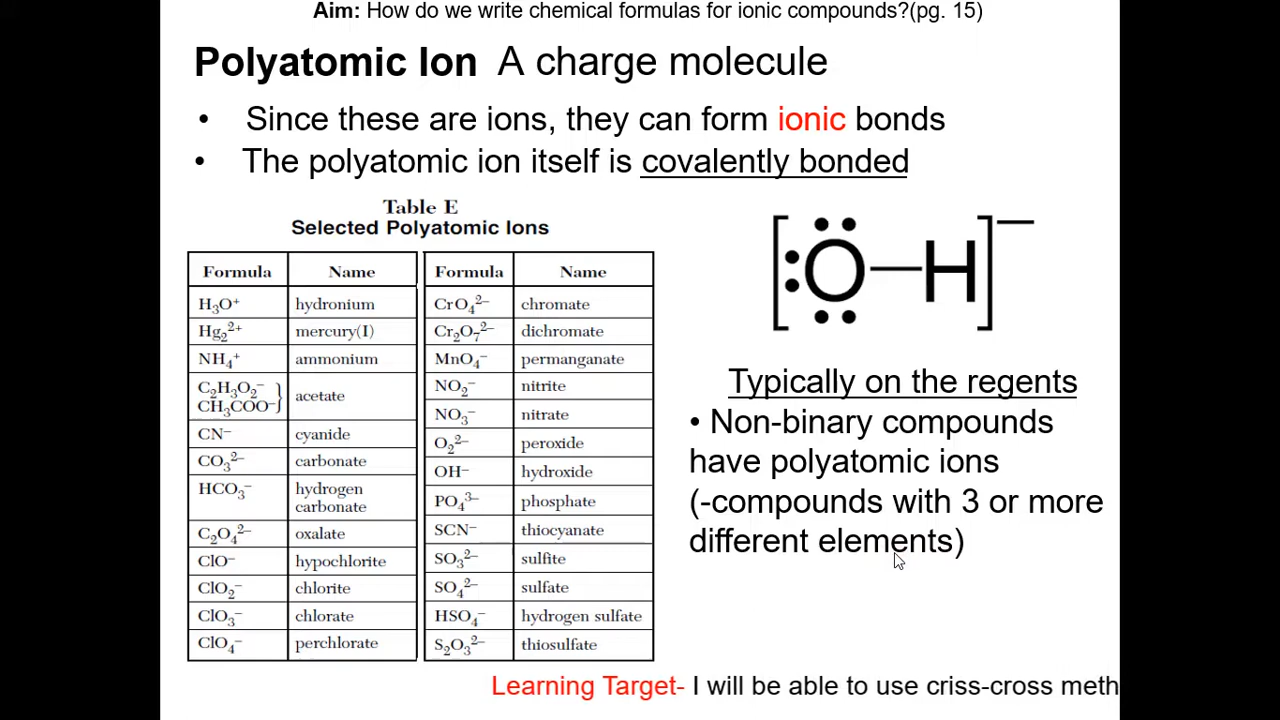 Aim: How do we write chemical formulas for ionic compounds?(pg. 15)
Polyatomic Ion A charge molecule
• Since these are ions, they can form ionic bonds
• The polyatomic ion itself is covalently bonded
Table E
Selected Polyatomic Ions
Formula Name Formula Name
H₃O⁺ hydronium CrO₄²⁻ chromate
Hg₂²⁺ mercury(I) Cr₂O₇²⁻ dichromate
NH₄⁺ ammonium MnO₄⁻ permanganate
C₂H₃O₂⁻
CH₃COO⁻} acetate
NO₂⁻ nitrite
NO₃⁻ nitrate
CN⁻ cyanide O₂²⁻ peroxide
CO₃²⁻ carbonate OH⁻ hydroxide
HCO₃⁻ hydrogen
carbonate
PO₄³⁻ phosphate
C₂O₄²⁻ oxalate SCN⁻ thiocyanate
ClO⁻ hypochlorite SO₃²⁻ sulfite
ClO₂⁻ chlorite SO₄²⁻ sulfate
ClO₃⁻ chlorate HSO₄⁻ hydrogen sulfate
ClO₄⁻ perchlorate S₂O₃²⁻ thiosulfate
[O—H]⁻
Typically on the regents
• Non-binary compounds
have polyatomic ions
(-compounds with 3 or more
different elements)
Learning Target- I will be able to use criss-cross meth